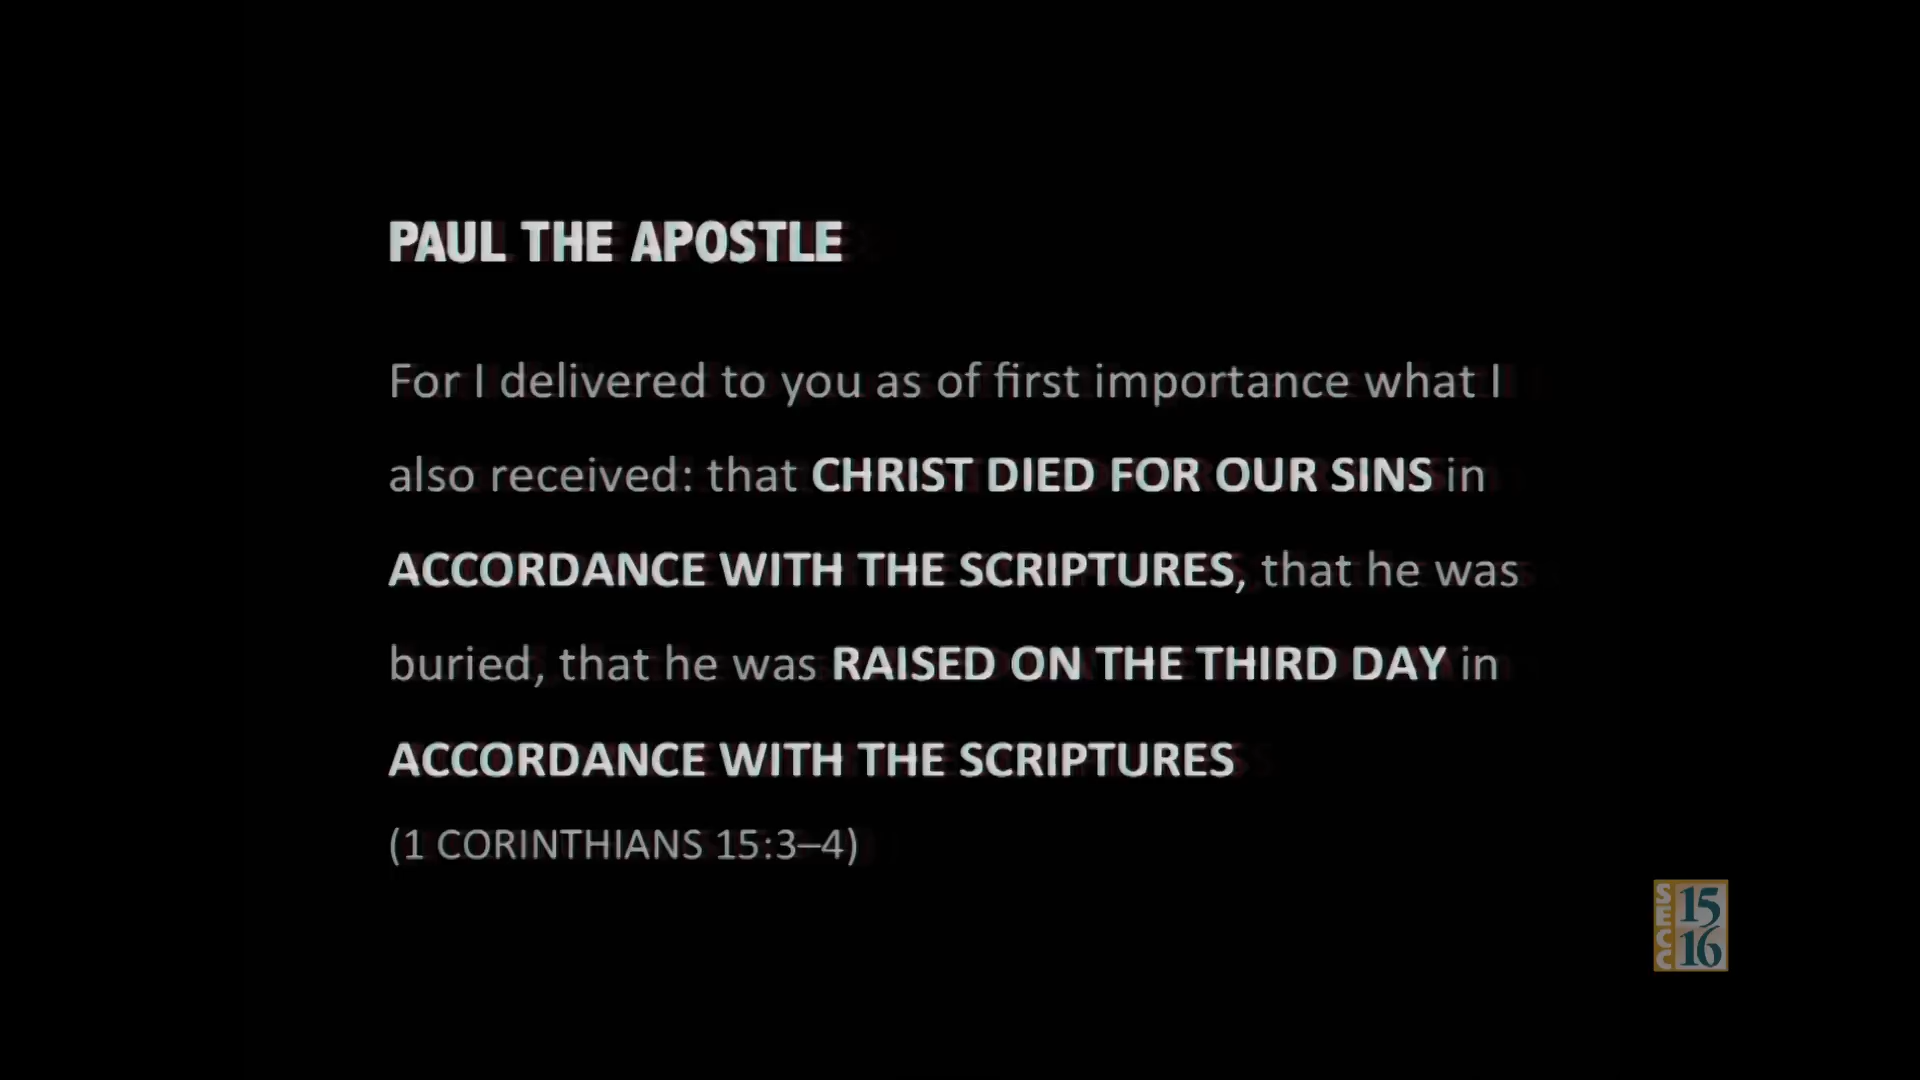 PAUL THE APOSTLE
For I delivered to you as of first importance what I
also received: that CHRIST DIED FOR OUR SINS in
ACCORDANCE WITH THE SCRIPTURES, that he was
buried, that he was RAISED ON THE THIRD DAY in
ACCORDANCE WITH THE SCRIPTURES
(1 CORINTHIANS 15:3–4)
SECC
15
16